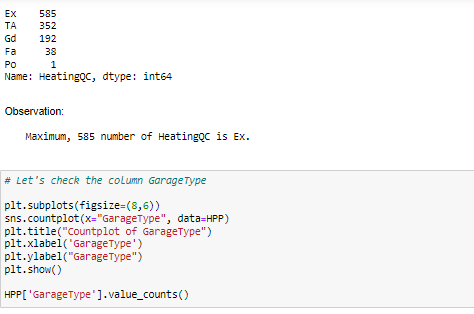 Ex 585
TA 352
Gd 192
Fa 38
Po 1
Name: HeatingQC, dtype: int64
Observation:
Maximum, 585 number of HeatingQC is Ex.
# Let's check the column GarageType
plt.subplots(figsize=(8,6))
sns.countplot(x="GarageType", data=HPP)
plt.title("Countplot of GarageType")
plt.xlabel('GarageType')
plt.ylabel("GarageType")
plt.show()
HPP['GarageType'].value_counts()